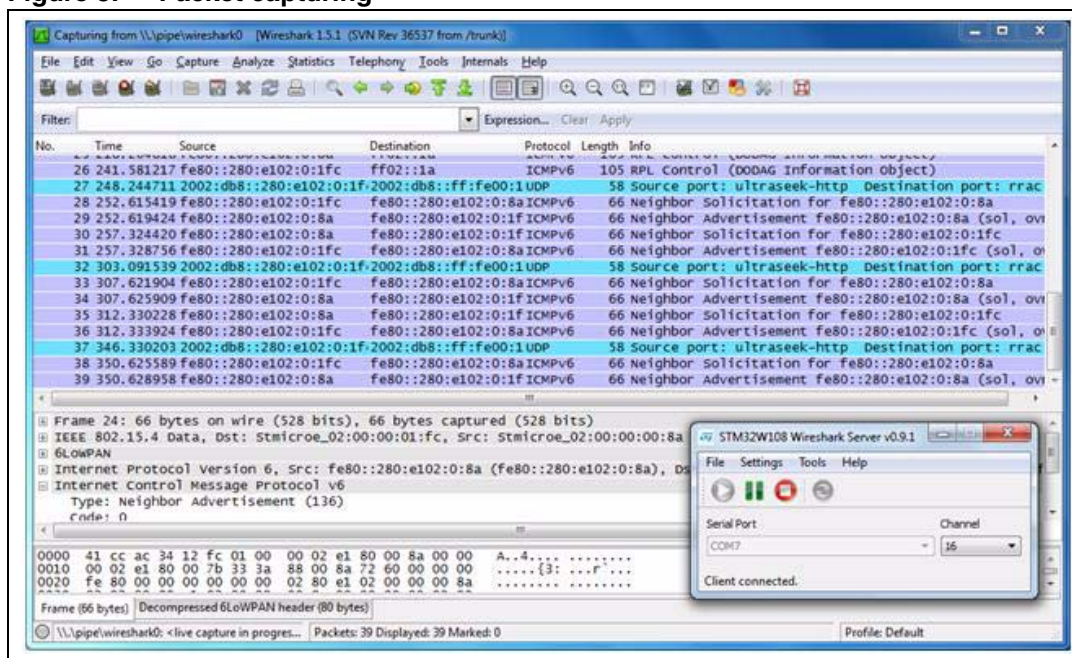 Capturing from \\.\pipe\wireshark0 [Wireshark 1.5.1 (SVN Rev 36537 from /trunk)]
File Edit View Go Capture Analyze Statistics Telephony Tools Internals Help
Filter: Expression... Clear Apply
No. Time Source Destination Protocol Length Info
26 241.581217 fe80::280:e102:0:1fc ff02::1a ICMPv6 105 RPL Control (DODAG Information Object)
27 248.244711 2002:db8::280:e102:0:1f 2002:db8::ff:fe00:1 UDP 58 Source port: ultraseek-http Destination port: rrac
28 252.615419 fe80::280:e102:0:1fc fe80::280:e102:0:8a ICMPv6 66 Neighbor Solicitation for fe80::280:e102:0:8a
29 252.619424 fe80::280:e102:0:8a fe80::280:e102:0:1f ICMPv6 66 Neighbor Advertisement fe80::280:e102:0:8a (sol, ovr
30 257.324420 fe80::280:e102:0:8a fe80::280:e102:0:1f ICMPv6 66 Neighbor Solicitation for fe80::280:e102:0:1fc
31 257.328756 fe80::280:e102:0:1fc fe80::280:e102:0:8a ICMPv6 66 Neighbor Advertisement fe80::280:e102:0:1fc (sol, o
32 303.091539 2002:db8::280:e102:0:1f 2002:db8::ff:fe00:1 UDP 58 Source port: ultraseek-http Destination port: rrac
33 307.621904 fe80::280:e102:0:1fc fe80::280:e102:0:8a ICMPv6 66 Neighbor Solicitation for fe80::280:e102:0:8a
34 307.625909 fe80::280:e102:0:8a fe80::280:e102:0:1f ICMPv6 66 Neighbor Advertisement fe80::280:e102:0:8a (sol, ovr
35 312.330228 fe80::280:e102:0:8a fe80::280:e102:0:1f ICMPv6 66 Neighbor Solicitation for fe80::280:e102:0:1fc
36 312.333924 fe80::280:e102:0:1fc fe80::280:e102:0:8a ICMPv6 66 Neighbor Advertisement fe80::280:e102:0:1fc (sol, o
37 346.330203 2002:db8::280:e102:0:1f 2002:db8::ff:fe00:1 UDP 58 Source port: ultraseek-http Destination port: rrac
38 350.625589 fe80::280:e102:0:1fc fe80::280:e102:0:8a ICMPv6 66 Neighbor Solicitation for fe80::280:e102:0:8a
39 350.628958 fe80::280:e102:0:8a fe80::280:e102:0:1f ICMPv6 66 Neighbor Advertisement fe80::280:e102:0:8a (sol, ovr
Frame 24: 66 bytes on wire (528 bits), 66 bytes captured (528 bits)
IEEE 802.15.4 Data, Dst: Stmicroe_02:00:00:01:fc, Src: Stmicroe_02:00:00:00:8a
6LoWPAN
Internet Protocol Version 6, Src: fe80::280:e102:0:8a (fe80::280:e102:0:8a), Ds
Internet Control Message Protocol v6
Type: Neighbor Advertisement (136)
Code: 0
STM32W108 Wireshark Server v0.9.1
File Settings Tools Help
Serial Port Channel
COM7 16
Client connected.
0000 41 cc ac 34 12 fc 01 00 00 02 e1 80 00 8a 00 00 A..4.... ........
0010 00 02 e1 80 00 7b 33 3a 88 00 8a 72 60 00 00 00 .....{3: ...r`...
0020 fe 80 00 00 00 00 00 00 02 80 e1 02 00 00 00 8a ........ ........
Frame (66 bytes) Decompressed 6LoWPAN header (80 bytes)
\\.\pipe\wireshark0: <live capture in progres... Packets: 39 Displayed: 39 Marked: 0 Profile: Default